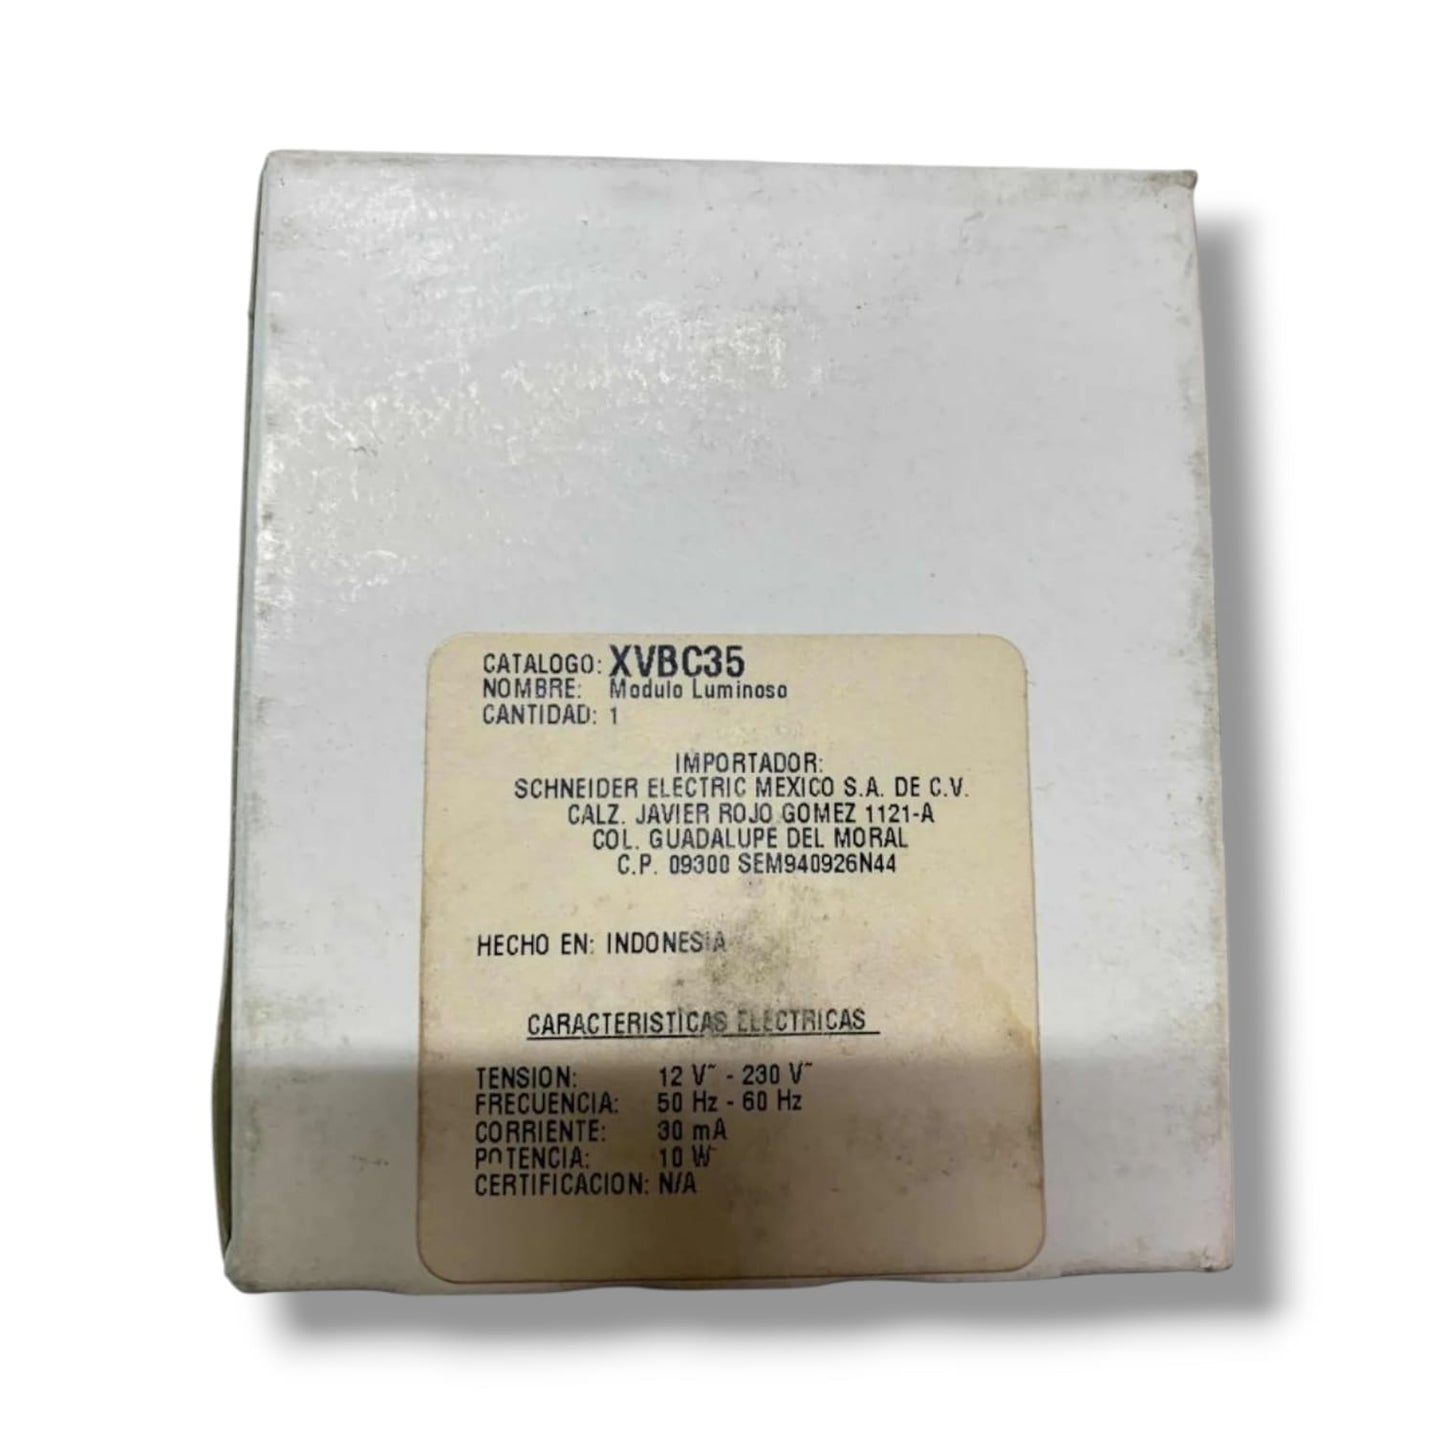 CATALOGO: XVBC35
NOMBRE: Modulo Luminoso
CANTIDAD: 1
IMPORTADOR:
SCHNEIDER ELECTRIC MEXICO S.A. DE C.V.
CALZ. JAVIER ROJO GOMEZ 1121-A
COL. GUADALUPE DEL MORAL
C.P. 09300 SEM940926N44
HECHO EN: INDONESIA
CARACTERISTICAS ELECTRICAS
TENSION: 12 V~ - 230 V~
FRECUENCIA: 50 Hz - 60 Hz
CORRIENTE: 30 mA
POTENCIA: 10 W
CERTIFICACION: N/A